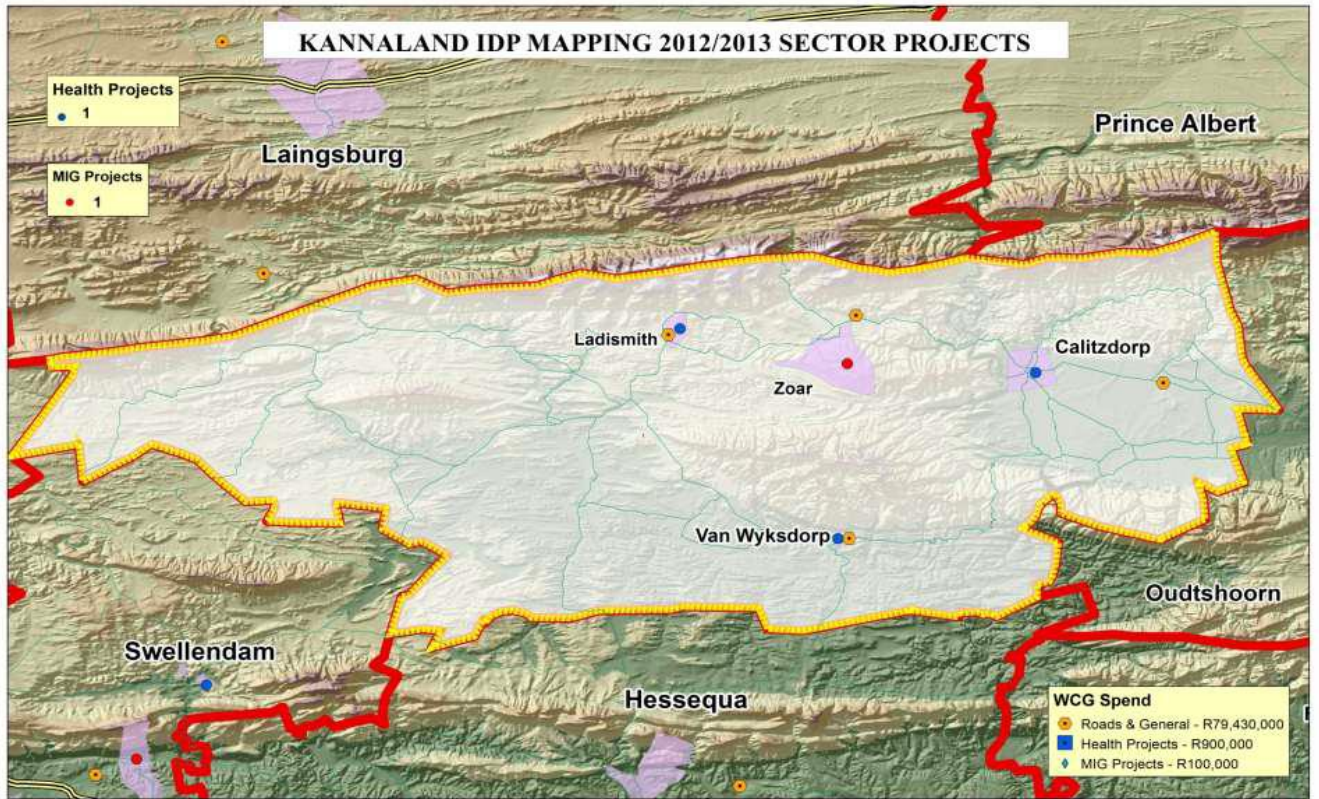 KANNALAND IDP MAPPING 2012/2013 SECTOR PROJECTS
Health Projects
1
MIG Projects
1
Laingsburg
Prince Albert
Ladismith
Zoar
Calitzdorp
Van Wyksdorp
Oudtshoorn
Swellendam
Hessequa
WCG Spend
Roads & General - R79,430,000
Health Projects - R900,000
MIG Projects - R100,000